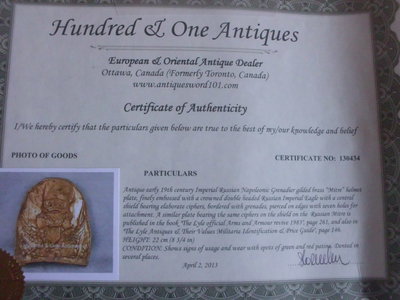 Hundred & One Antiques
European & Oriental Antique Dealer
Ottawa, Canada (Formerly Toronto, Canada)
www.antiquesword101.com
Certificate of Authenticity
I/We hereby certify that the particulars given below are true to the best of my/our knowledge and belief
PHOTO OF GOODS
CERTIFICATE NO: 130434
PARTICULARS
Antique early 19th century Imperial Russian Napoleonic Grenadier gilded brass "Mitre" helmet
plate, finely embossed with a crowned double headed Russian Imperial Eagle with a central
shield bearing elaborate ciphers, bordered with grenades, pierced on edges with seven holes for
attachment. A similar plate bearing the same ciphers on the shield on the Russian Mitre is
published in the book 'The Lyle official Arms and Armour review 1983', page 261, and also in
'The Lyle Antiques & Their Values Militaria Identification & Price Guide', page 146.
HEIGHT: 22 cm (8 3/4 in)
CONDITION: Shows signs of usage and wear with spots of green and red patina. Dented in
several places.
April 2, 2013